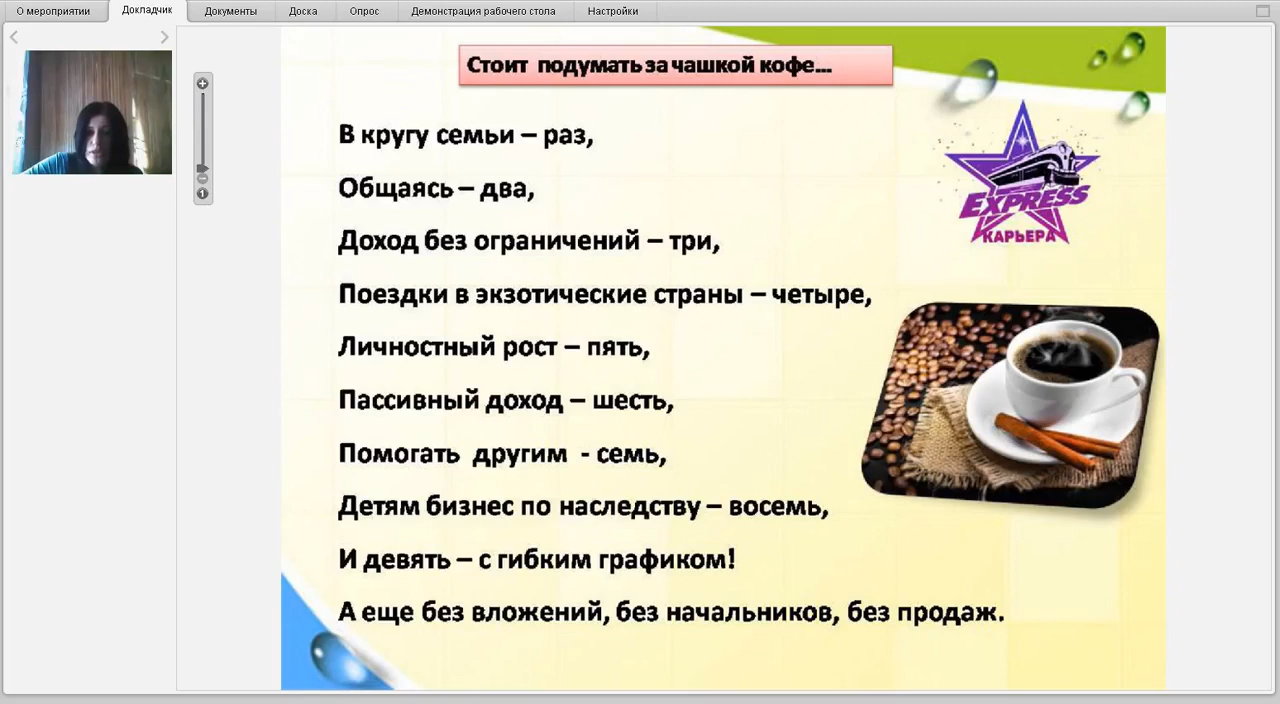 О мероприятии
Докладчик
Документы
Доска
Опрос
Демонстрация рабочего стола
Настройки
Стоит подумать за чашкой кофе...
В кругу семьи – раз,
Общаясь – два,
Доход без ограничений – три,
Поездки в экзотические страны – четыре,
Личностный рост – пять,
Пассивный доход – шесть,
Помогать другим - семь,
Детям бизнес по наследству – восемь,
И девять – с гибким графиком!
А еще без вложений, без начальников, без продаж.
EXPRESS
КАРЬЕРА